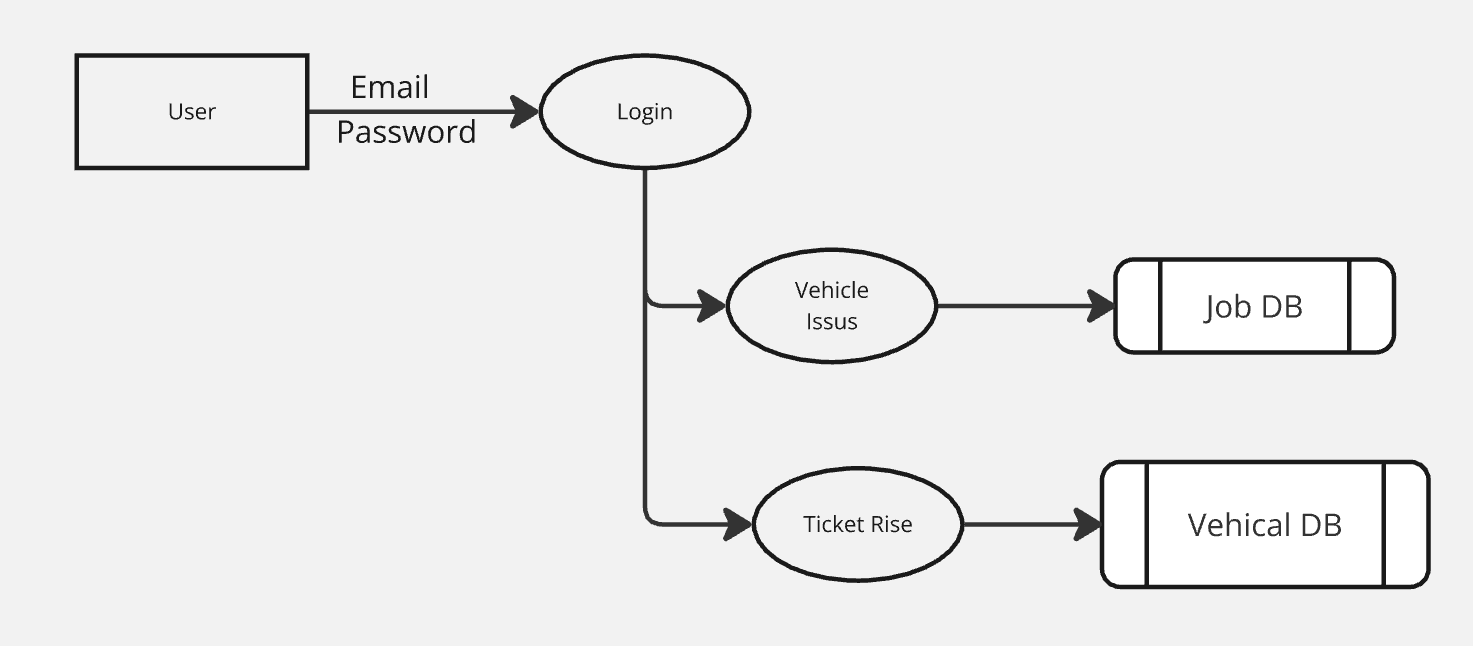 User
Email
Password
Login
Vehicle
Issus
Job DB
Ticket Rise
Vehical DB